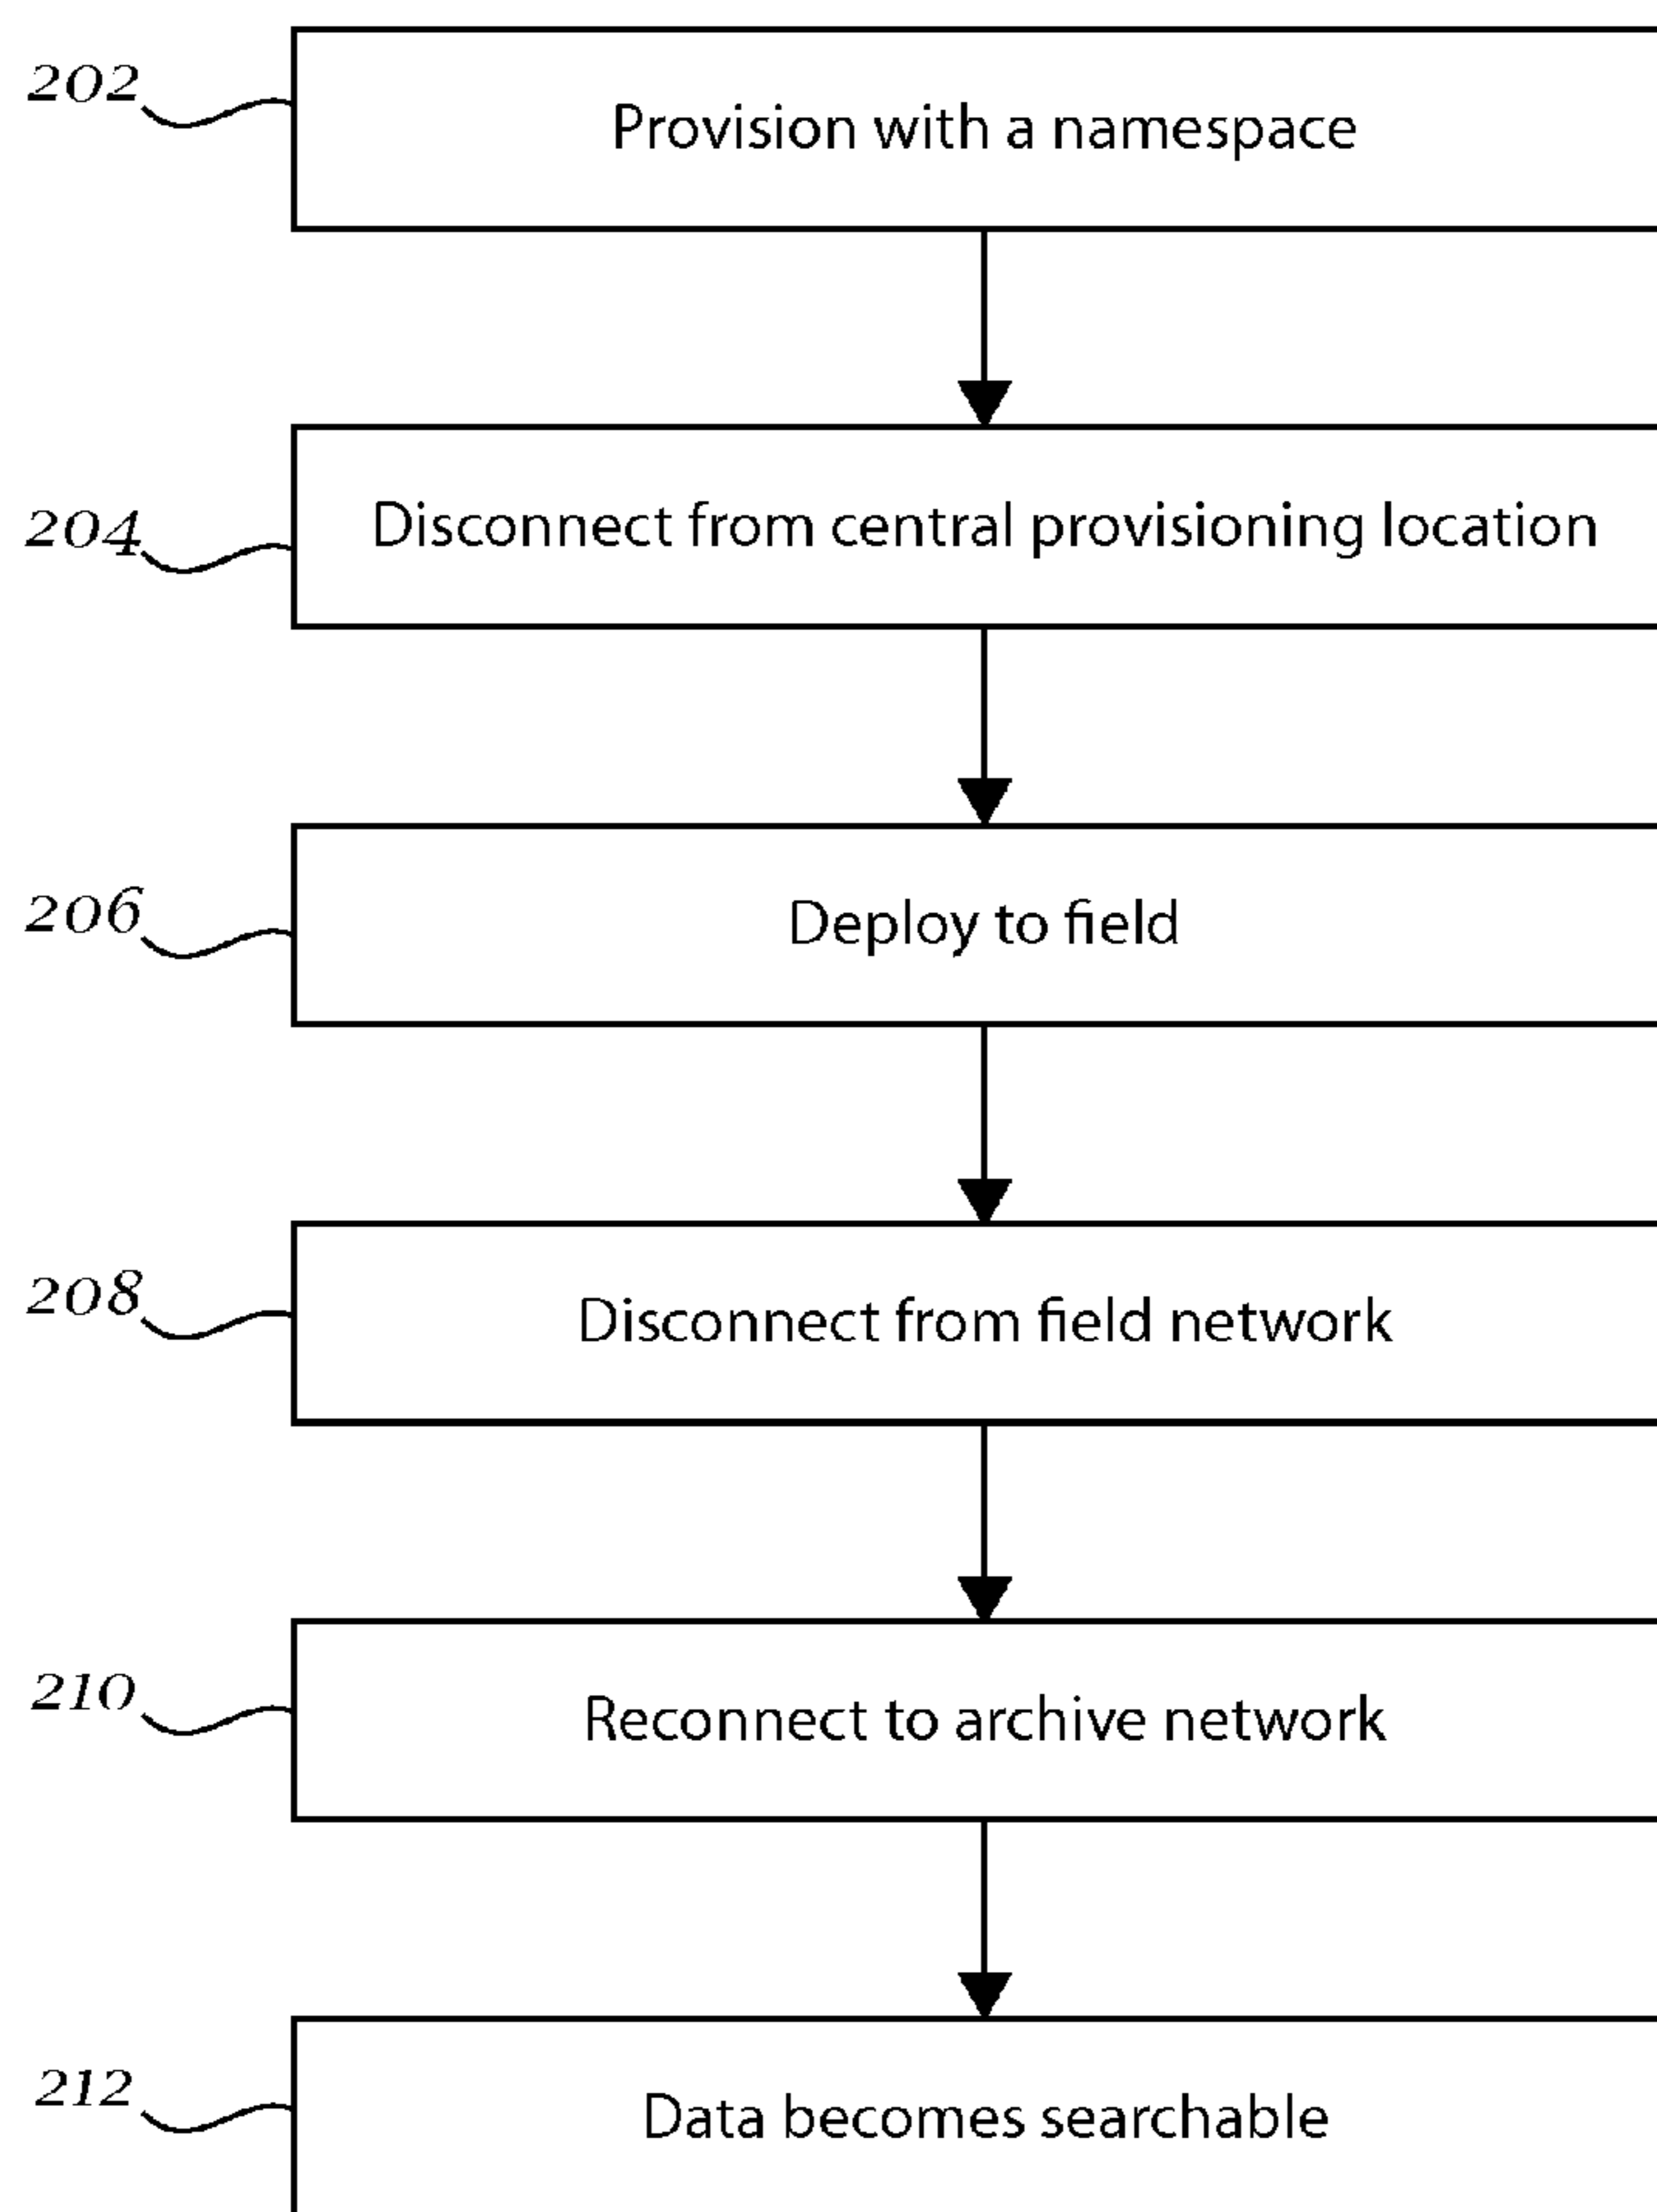 202
Provision with a namespace
204
Disconnect from central provisioning location
206
Deploy to field
208
Disconnect from field network
210
Reconnect to archive network
212
Data becomes searchable